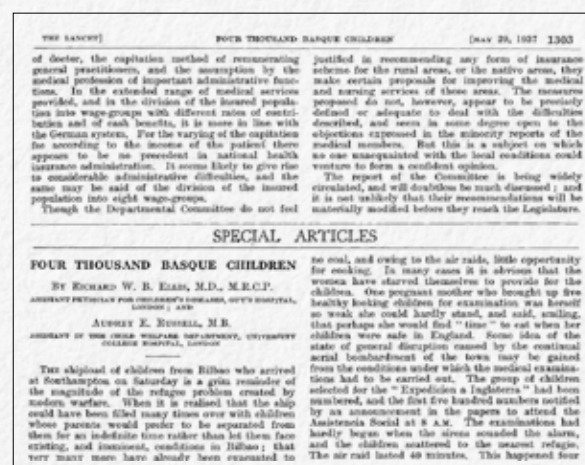 THE LANCET]
FOUR THOUSAND BASQUE CHILDREN
[MAY 29, 1937 1303
of doctor, the capitation method of remunerating
general practitioners, and the assumption by the
medical profession of important administrative func-
tions. In the extended range of medical services
provided, and in the division of the insured popula-
tion into wage-groups with different rates of contri-
bution and of cash benefits, it is more in line with
the German system. For the varying of the capitation
fee according to the income of the patient there
appears to be no precedent in national health
insurance administration. It seems likely to give rise
to considerable administrative difficulties, and the
same may be said of the division of the insured
population into eight wage-groups.
Though the Departmental Committee do not feel
justified in recommending any form of insurance
scheme for the rural areas, or the native areas, they
make certain proposals for improving the medical
and nursing services of those areas. The measures
proposed do not, however, appear to be precisely
defined or adequate to deal with the difficulties
described, and seem in some degree open to the
objections expressed in the minority reports of the
medical members. But this is a subject on which
no one unacquainted with the local conditions could
venture to form a confident opinion.
The report of the Committee is being widely
circulated, and will doubtless be much discussed; and
it is not unlikely that their recommendations will be
materially modified before they reach the Legislature.
SPECIAL ARTICLES
FOUR THOUSAND BASQUE CHILDREN
BY RICHARD W. B. ELLIS, M.D., M.R.C.P.
ASSISTANT PHYSICIAN FOR CHILDREN'S DISEASES, GUY'S HOSPITAL,
LONDON; AND
AUDREY E. RUSSELL, M.B.
ASSISTANT IN THE CHILD WELFARE DEPARTMENT, UNIVERSITY
COLLEGE HOSPITAL, LONDON
THE shipload of children from Bilbao who arrived
at Southampton on Saturday is a grim reminder of
the magnitude of the refugee problem created by
modern warfare. When it is realised that the ship
could have been filled many times over with children
whose parents would prefer to be separated from
them for an indefinite time rather than let them face
existing, and imminent, conditions in Bilbao; that
very many more have already been evacuated to
no coal, and owing to the air raids, little opportunity
for cooking. In many cases it is obvious that the
women have starved themselves to provide for the
children. One pregnant mother who brought up five
healthy looking children for examination was herself
so weak she could hardly stand, and said, smiling,
that perhaps she would find "time" to eat when her
children were safe in England. Some idea of the
state of general disruption caused by the continual
aerial bombardment of the town may be gained
from the conditions under which the medical examina-
tions had to be carried out. The group of children
selected for the "Expedicion a Inglaterra" had been
numbered, and the first five hundred numbers notified
by an announcement in the papers to attend the
Assistencia Social at 8 A.M. The examinations had
hardly begun when the sirens sounded the alarm,
and the children scattered to the nearest refugio.
The air raid lasted 40 minutes. This happened four